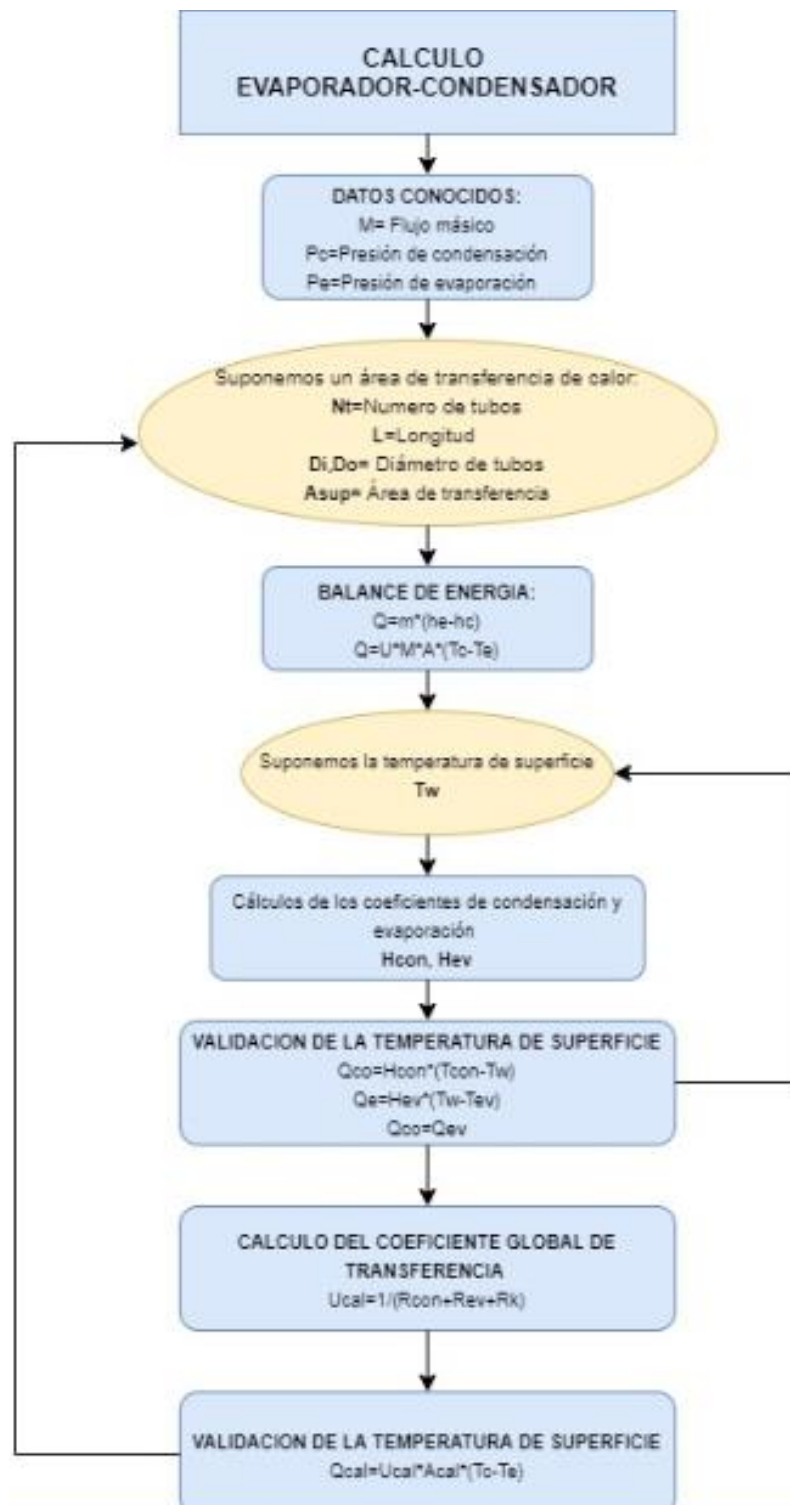 CALCULO
EVAPORADOR-CONDENSADOR
DATOS CONOCIDOS:
M= Flujo másico
Pc=Presión de condensación
Pe=Presión de evaporación
Suponemos un área de transferencia de calor:
Nt=Numero de tubos
L=Longitud
Di,Do= Diámetro de tubos
Asup= Área de transferencia
BALANCE DE ENERGIA:
Q=m*(he-hc)
Q=U*M*A*(Tc-Te)
Suponemos la temperatura de superficie
Tw
Cálculos de los coeficientes de condensación y
evaporación
Hcon, Hev
VALIDACION DE LA TEMPERATURA DE SUPERFICIE
Qco=Hcon*(Tcon-Tw)
Qe=Hev*(Tw-Tev)
Qco=Qev
CALCULO DEL COEFICIENTE GLOBAL DE
TRANSFERENCIA
Ucal=1/(Rcon+Rev+Rk)
VALIDACION DE LA TEMPERATURA DE SUPERFICIE
Qcal=Ucal*Acal*(Tc-Te)